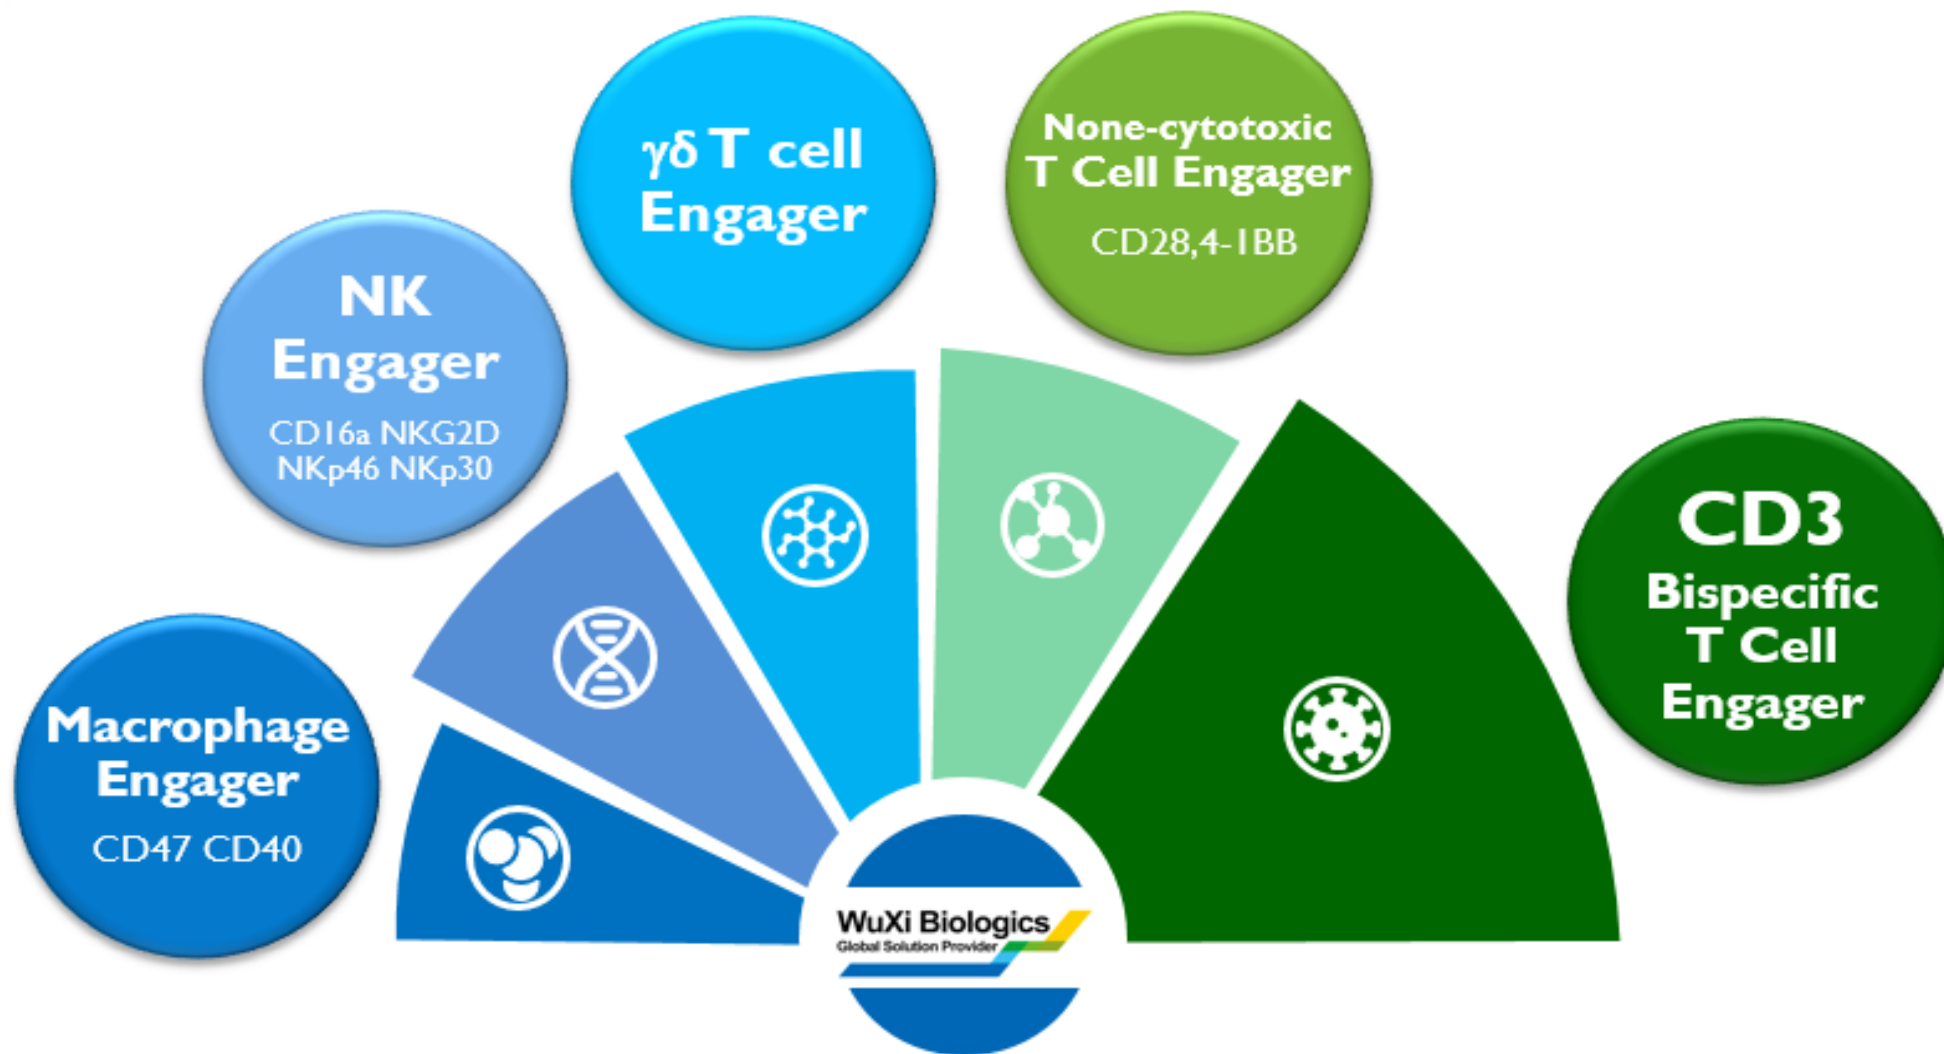 γδ T cell
Engager
None-cytotoxic
T Cell Engager
CD28,4-1BB
NK
Engager
CD16a NKG2D
NKp46 NKp30
CD3
Bispecific
T Cell
Engager
Macrophage
Engager
CD47 CD40
WuXi Biologics
Global Solution Provider